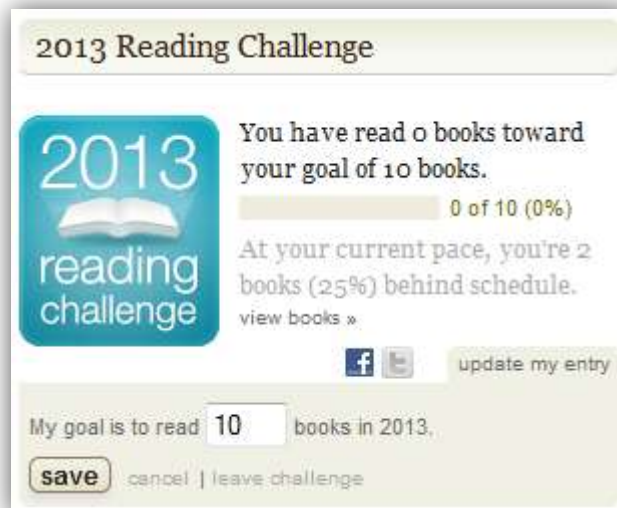 2013 Reading Challenge
2013
reading
challenge
You have read 0 books toward
your goal of 10 books.
0 of 10 (0%)
At your current pace, you're 2
books (25%) behind schedule.
view books »
f t
update my entry
My goal is to read 10 books in 2013.
save cancel | leave challenge